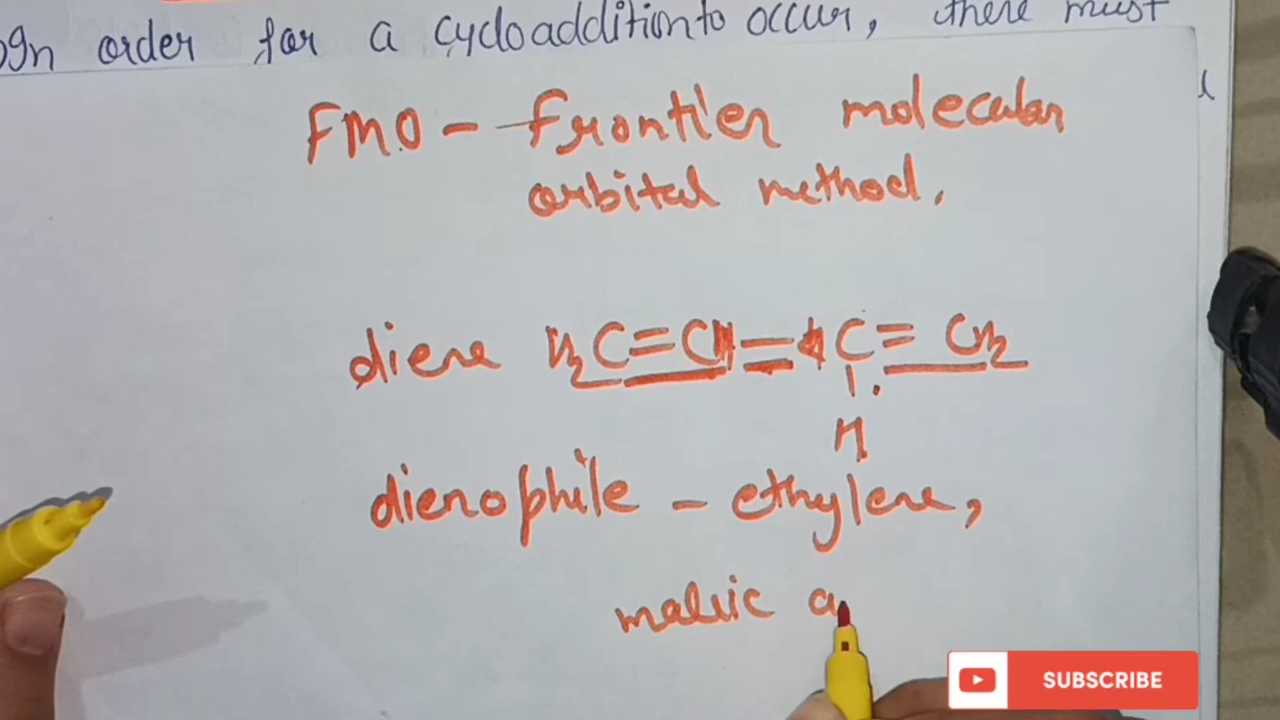 In order for a cycloaddition to occur, there must
FMO - Frontier molecular
orbital method.
diene H2C=CH=C=CH2
H
dienophile - ethylene,
maleic a
SUBSCRIBE